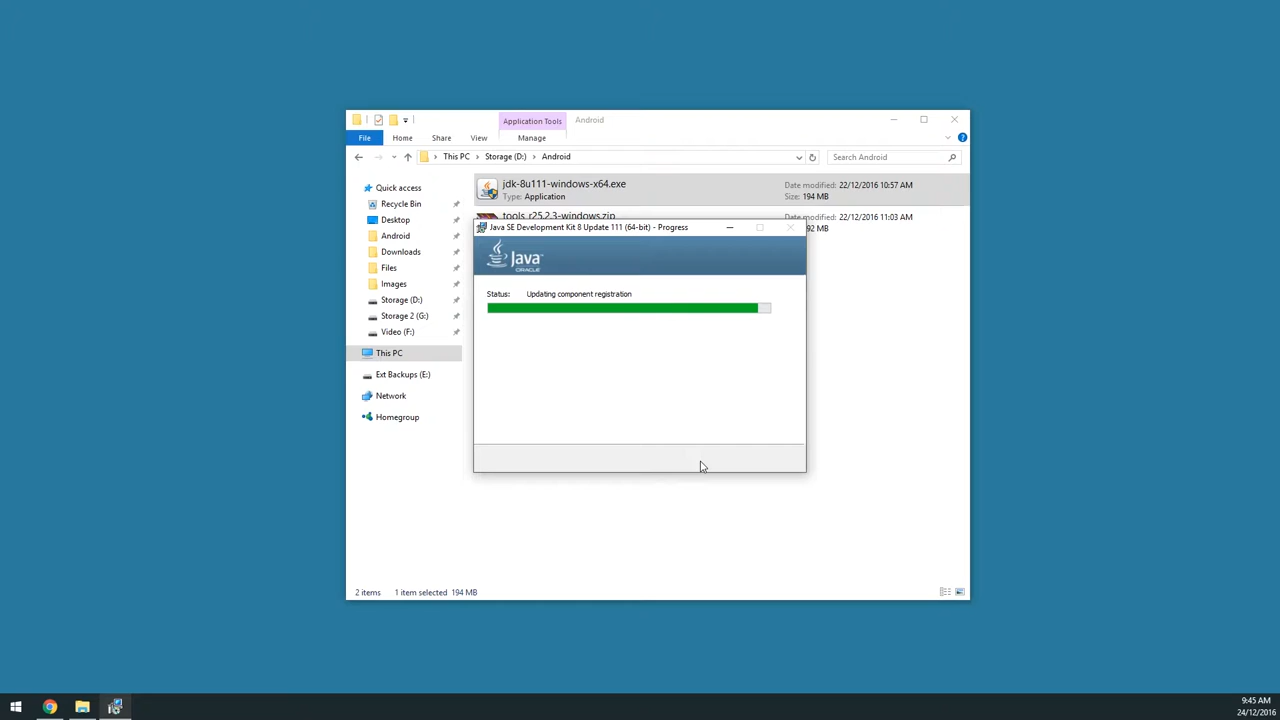 Application Tools
Android
File
Home
Share
View
Manage
This PC
Storage (D:)
Android
Search Android
Quick access
Recycle Bin
Desktop
Android
Downloads
Files
Images
Storage (D:)
Storage 2 (G:)
Video (F:)
This PC
Ext Backups (E:)
Network
Homegroup
jdk-8u111-windows-x64.exe
Type: Application
Date modified: 22/12/2016 10:57 AM
Size: 194 MB
tools_r25.2.3-windows.zip
Date modified: 22/12/2016 11:03 AM
92 MB
Java SE Development Kit 8 Update 111 (64-bit) - Progress
Java™
ORACLE
Status: Updating component registration
2 items
1 item selected 194 MB
9:45 AM
24/12/2016